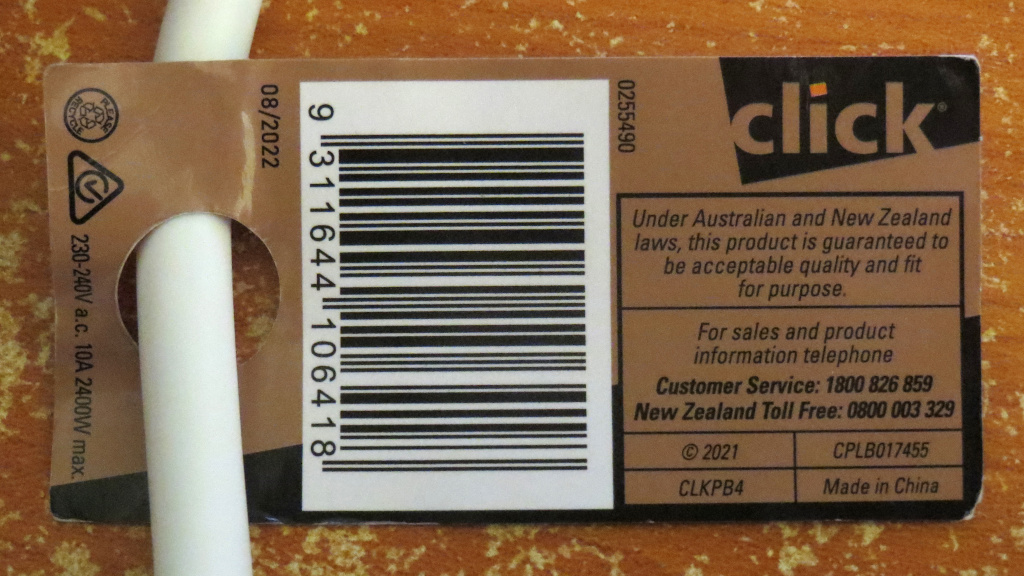 PLEASE RECYCLE
230-240V a.c. 10A 2400W max.
08/2022
9 311644 106418
0255490
click®
Under Australian and New Zealand
laws, this product is guaranteed to
be acceptable quality and fit
for purpose.
For sales and product
information telephone
Customer Service: 1800 826 859
New Zealand Toll Free: 0800 003 329
© 2021
CPLB017455
CLKPB4
Made in China